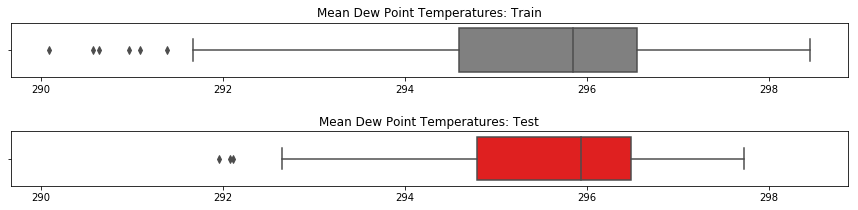 Mean Dew Point Temperatures: Train
290 292 294 296 298
Mean Dew Point Temperatures: Test
290 292 294 296 298